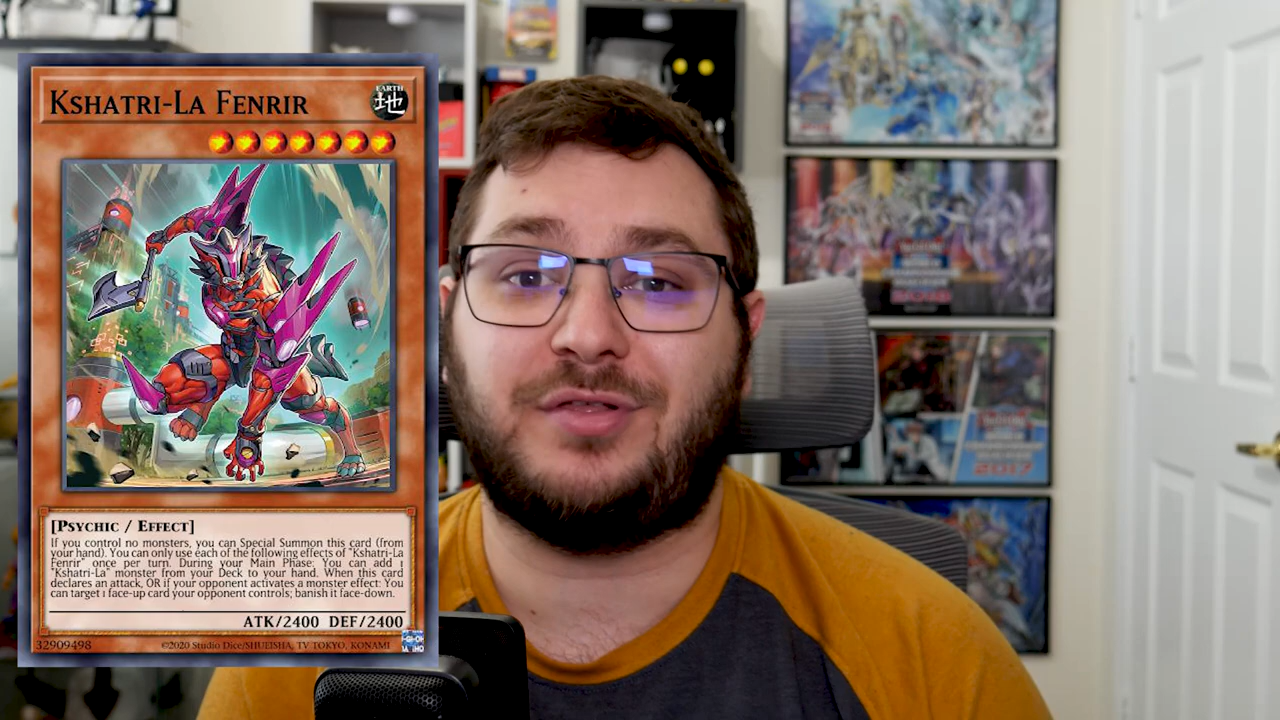 KSHATRI-LA FENRIR
EARTH
地
[PSYCHIC / EFFECT]
If you control no monsters, you can Special Summon this card (from
your hand). You can only use each of the following effects of "Kshatri-La
Fenrir" once per turn. During your Main Phase: You can add 1
"Kshatri-La" monster from your Deck to your hand. When this card
declares an attack, OR if your opponent activates a monster effect: You
can target 1 face-up card your opponent controls; banish it face-down.
ATK/2400 DEF/2400
32909498
©2020 Studio Dice/SHUEISHA, TV TOKYO, KONAMI
2017